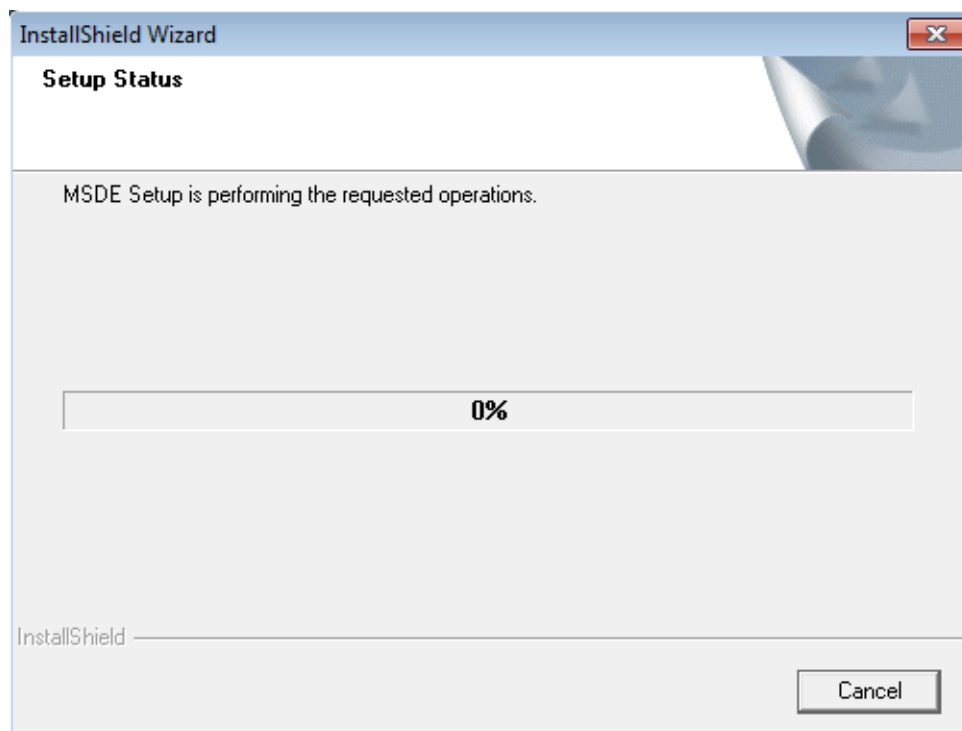 InstallShield Wizard
Setup Status
MSDE Setup is performing the requested operations.
0%
InstallShield
Cancel